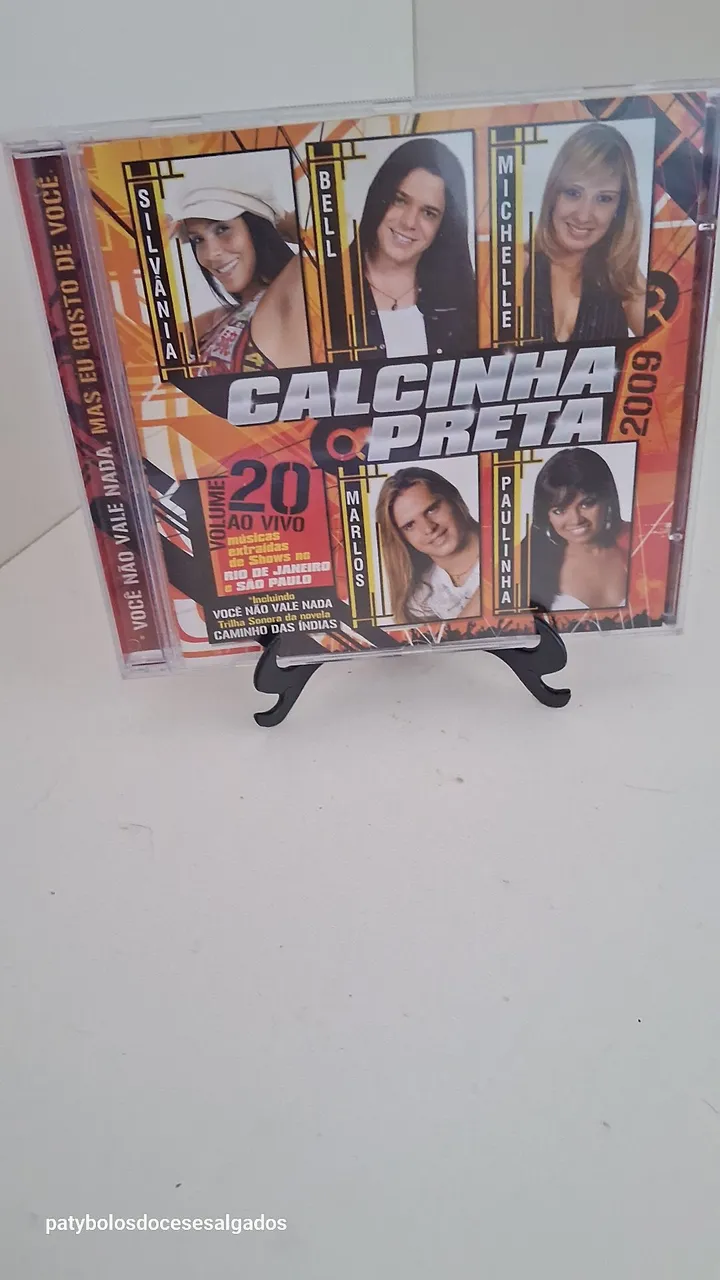 • VOCÊ NÃO VALE NADA, MAS EU GOSTO DE VOCÊ •
SILVÂNIA
BELL
MICHELLE
CALCINHA
PRETA
2009
VOLUME
20
AO VIVO
músicas
extraídas
de Shows no
RIO DE JANEIRO
e SÃO PAULO
*Incluindo
VOCÊ NÃO VALE NADA
Trilha Sonora da novela
CAMINHO DAS ÍNDIAS
MARLOS
PAULINHA
patybolosdocesesalgados